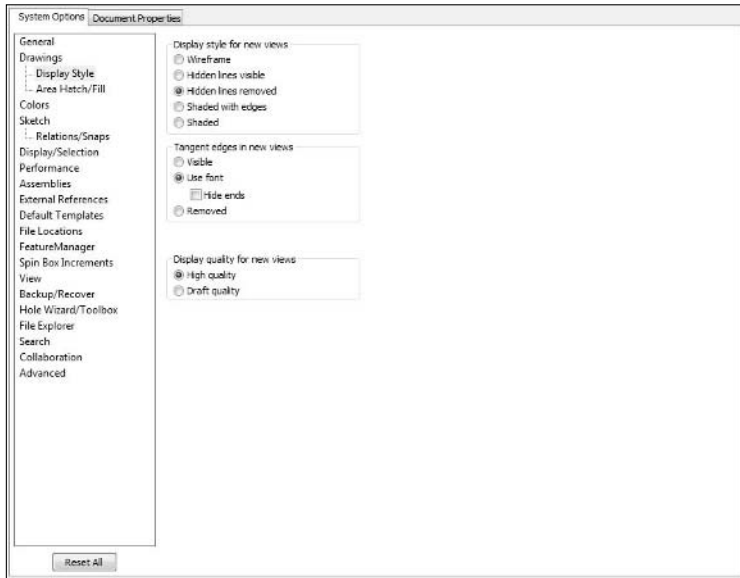 System Options
Document Properties
General
Drawings
Display Style
Area Hatch/Fill
Colors
Sketch
Relations/Snaps
Display/Selection
Performance
Assemblies
External References
Default Templates
File Locations
FeatureManager
Spin Box Increments
View
Backup/Recover
Hole Wizard/Toolbox
File Explorer
Search
Collaboration
Advanced
Reset All
Display style for new views
Wireframe
Hidden lines visible
Hidden lines removed
Shaded with edges
Shaded
Tangent edges in new views
Visible
Use font
Hide ends
Removed
Display quality for new views
High quality
Draft quality